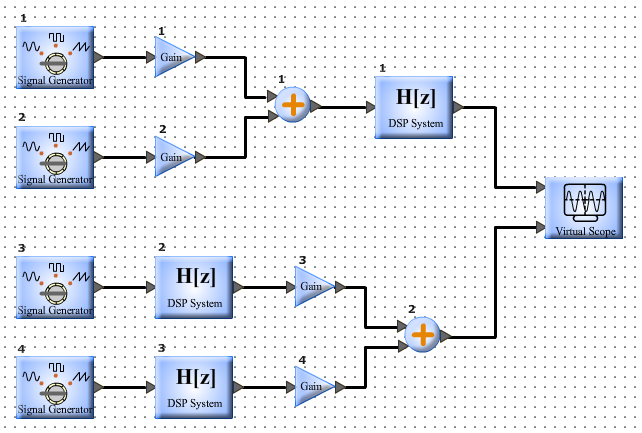 1
Signal Generator
1
Gain
2
Signal Generator
2
Gain
1
1
H[z]
DSP System
Virtual Scope
3
Signal Generator
2
H[z]
DSP System
3
Gain
4
Signal Generator
3
H[z]
DSP System
4
Gain
2